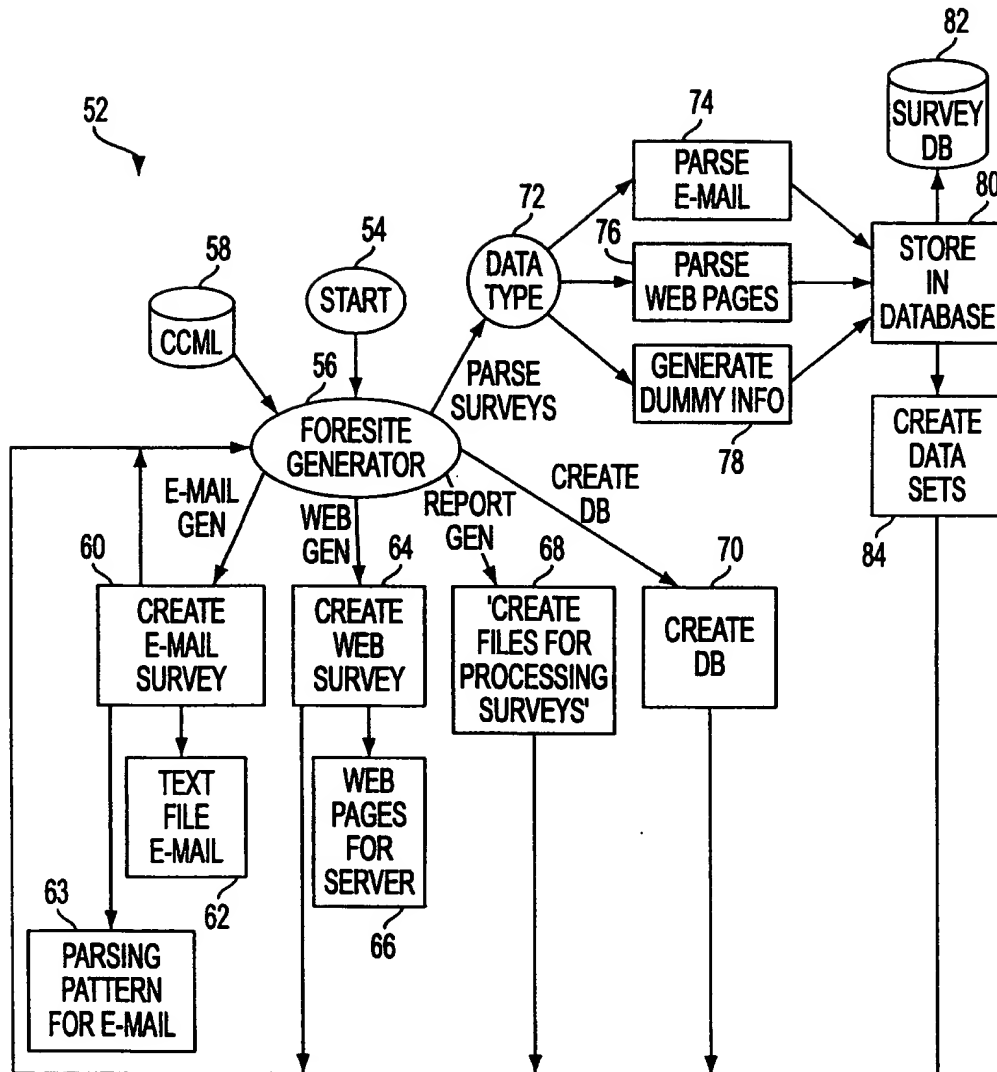 82
SURVEY
DB
52
74
PARSE
E-MAIL
80
72
DATA
TYPE
76
PARSE
WEB PAGES
STORE
IN
DATABASE
58
CCML
54
START
PARSE
SURVEYS
GENERATE
DUMMY INFO
78
56
FORESITE
GENERATOR
CREATE
DATA
SETS
84
E-MAIL
GEN
WEB
GEN
REPORT
GEN
CREATE
DB
60
CREATE
E-MAIL
SURVEY
64
CREATE
WEB
SURVEY
68
'CREATE
FILES FOR
PROCESSING
SURVEYS'
70
CREATE
DB
TEXT
FILE
E-MAIL
62
WEB
PAGES
FOR
SERVER
66
63
PARSING
PATTERN
FOR E-MAIL